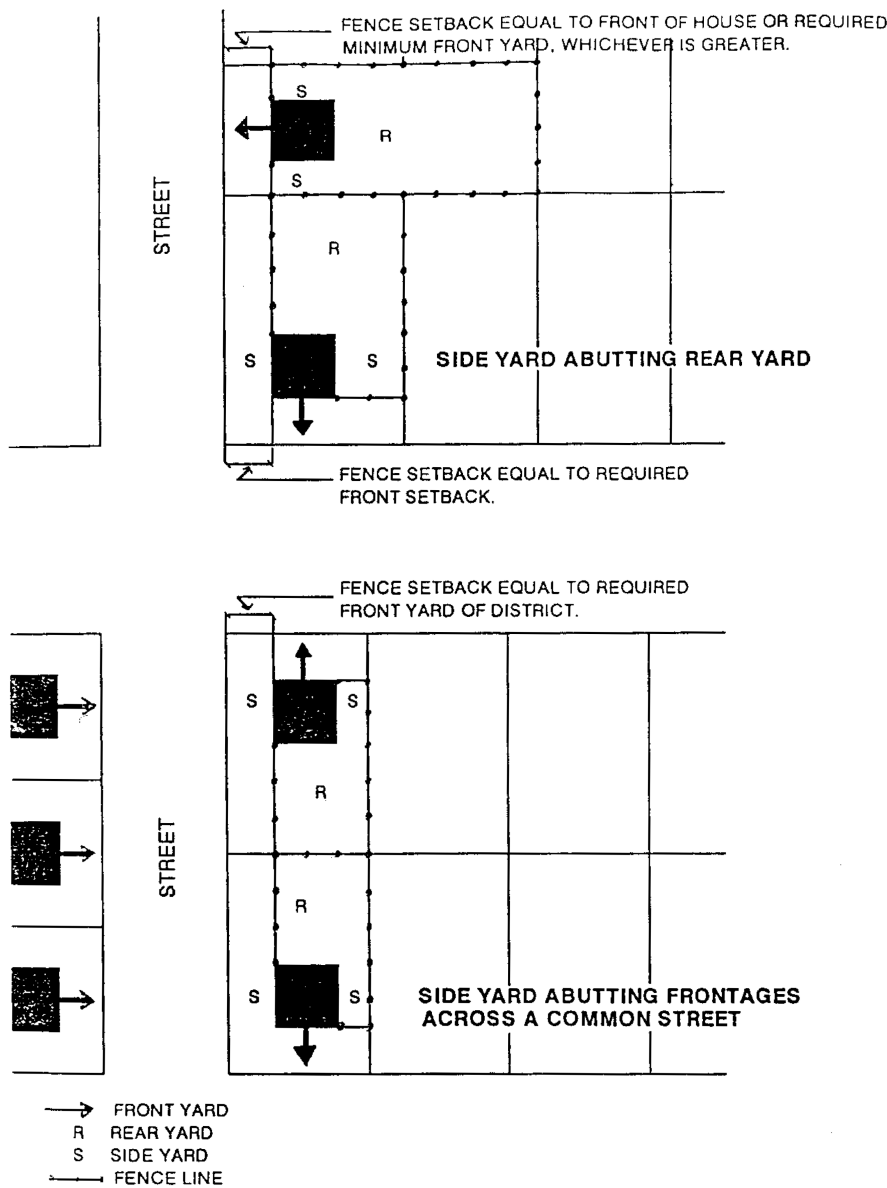 FENCE SETBACK EQUAL TO FRONT OF HOUSE OR REQUIRED
MINIMUM FRONT YARD, WHICHEVER IS GREATER.
S
R
S
STREET
R
S
S
SIDE YARD ABUTTING REAR YARD
FENCE SETBACK EQUAL TO REQUIRED
FRONT SETBACK.
FENCE SETBACK EQUAL TO REQUIRED
FRONT YARD OF DISTRICT.
S
S
R
STREET
R
S
S
SIDE YARD ABUTTING FRONTAGES
ACROSS A COMMON STREET
FRONT YARD
R REAR YARD
S SIDE YARD
FENCE LINE